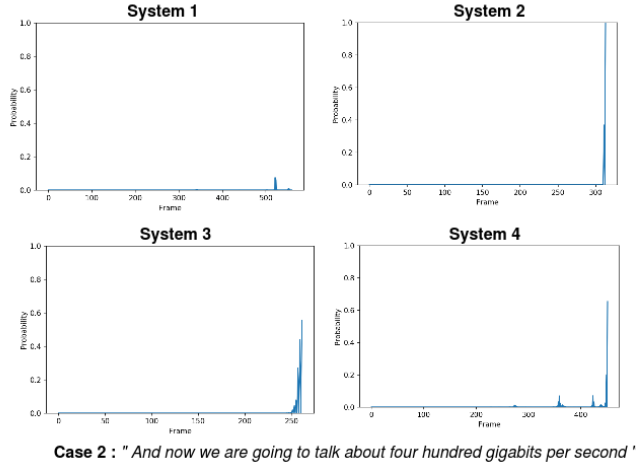 System 1
System 2
1.0
0.8
0.6
0.4
0.2
0.0
Probability
0 100 200 300 400 500
Frame
1.0
0.8
0.6
0.4
0.2
0.0
Probability
0 50 100 150 200 250 300
Frame
System 3
System 4
1.0
0.8
0.6
0.4
0.2
0.0
Probability
0 50 100 150 200 250
Frame
1.0
0.8
0.6
0.4
0.2
0.0
Probability
0 100 200 300 400
Frame
Case 2 : " And now we are going to talk about four hundred gigabits per second '